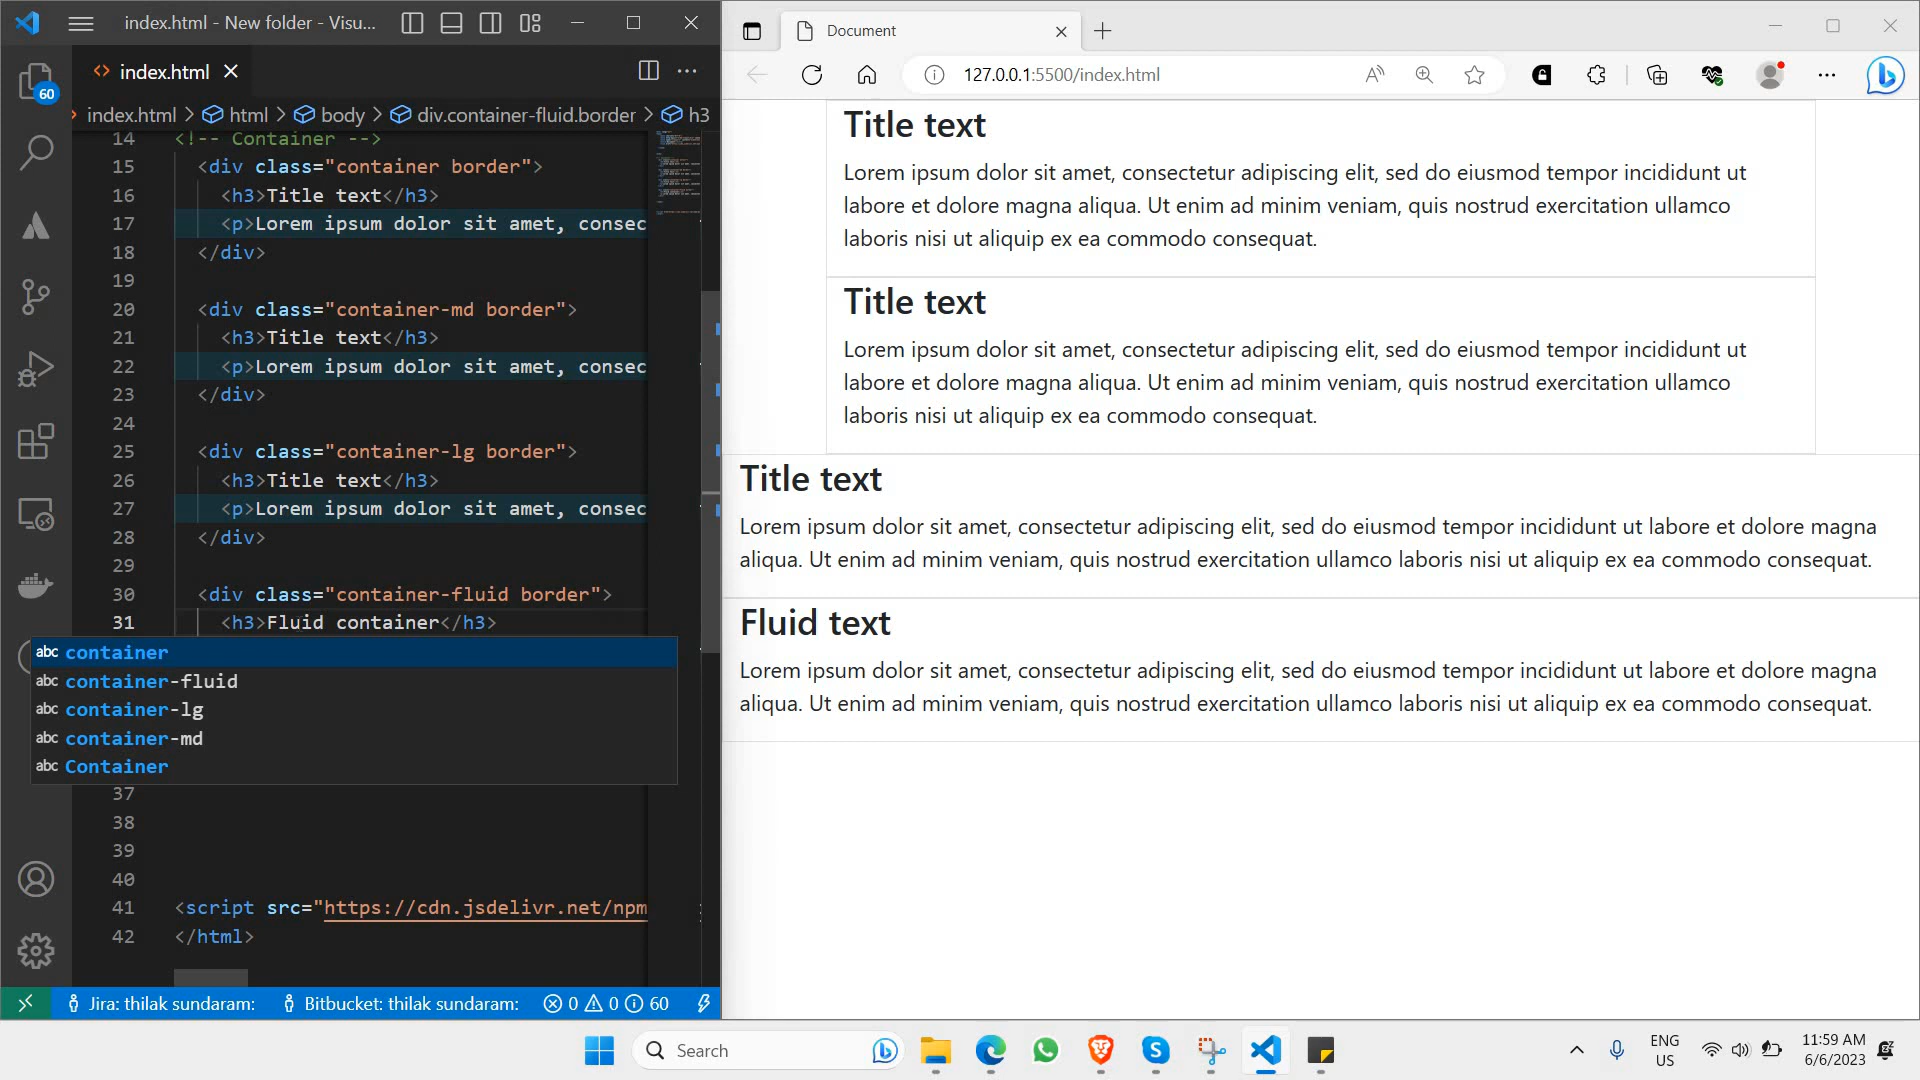 index.html - New folder - Visu...
index.html
index.html > html > body > div.container-fluid.border > h3
14 <!-- Container -->
15 <div class="container border">
16 <h3>Title text</h3>
17 <p>Lorem ipsum dolor sit amet, consec
18 </div>
19
20 <div class="container-md border">
21 <h3>Title text</h3>
22 <p>Lorem ipsum dolor sit amet, consec
23 </div>
24
25 <div class="container-lg border">
26 <h3>Title text</h3>
27 <p>Lorem ipsum dolor sit amet, consec
28 </div>
29
30 <div class="container-fluid border">
31 <h3>Fluid container</h3>
abc container
abc container-fluid
abc container-lg
abc container-md
abc Container
37
38
39
40
41 <script src="https://cdn.jsdelivr.net/npm
42 </html>
60
Jira: thilak sundaram: Bitbucket: thilak sundaram: 0 0 60
Document
127.0.0.1:5500/index.html
Title text
Lorem ipsum dolor sit amet, consectetur adipiscing elit, sed do eiusmod tempor incididunt ut
labore et dolore magna aliqua. Ut enim ad minim veniam, quis nostrud exercitation ullamco
laboris nisi ut aliquip ex ea commodo consequat.
Title text
Lorem ipsum dolor sit amet, consectetur adipiscing elit, sed do eiusmod tempor incididunt ut
labore et dolore magna aliqua. Ut enim ad minim veniam, quis nostrud exercitation ullamco
laboris nisi ut aliquip ex ea commodo consequat.
Title text
Lorem ipsum dolor sit amet, consectetur adipiscing elit, sed do eiusmod tempor incididunt ut labore et dolore magna
aliqua. Ut enim ad minim veniam, quis nostrud exercitation ullamco laboris nisi ut aliquip ex ea commodo consequat.
Fluid text
Lorem ipsum dolor sit amet, consectetur adipiscing elit, sed do eiusmod tempor incididunt ut labore et dolore magna
aliqua. Ut enim ad minim veniam, quis nostrud exercitation ullamco laboris nisi ut aliquip ex ea commodo consequat.
Search
ENG
US
11:59 AM
6/6/2023